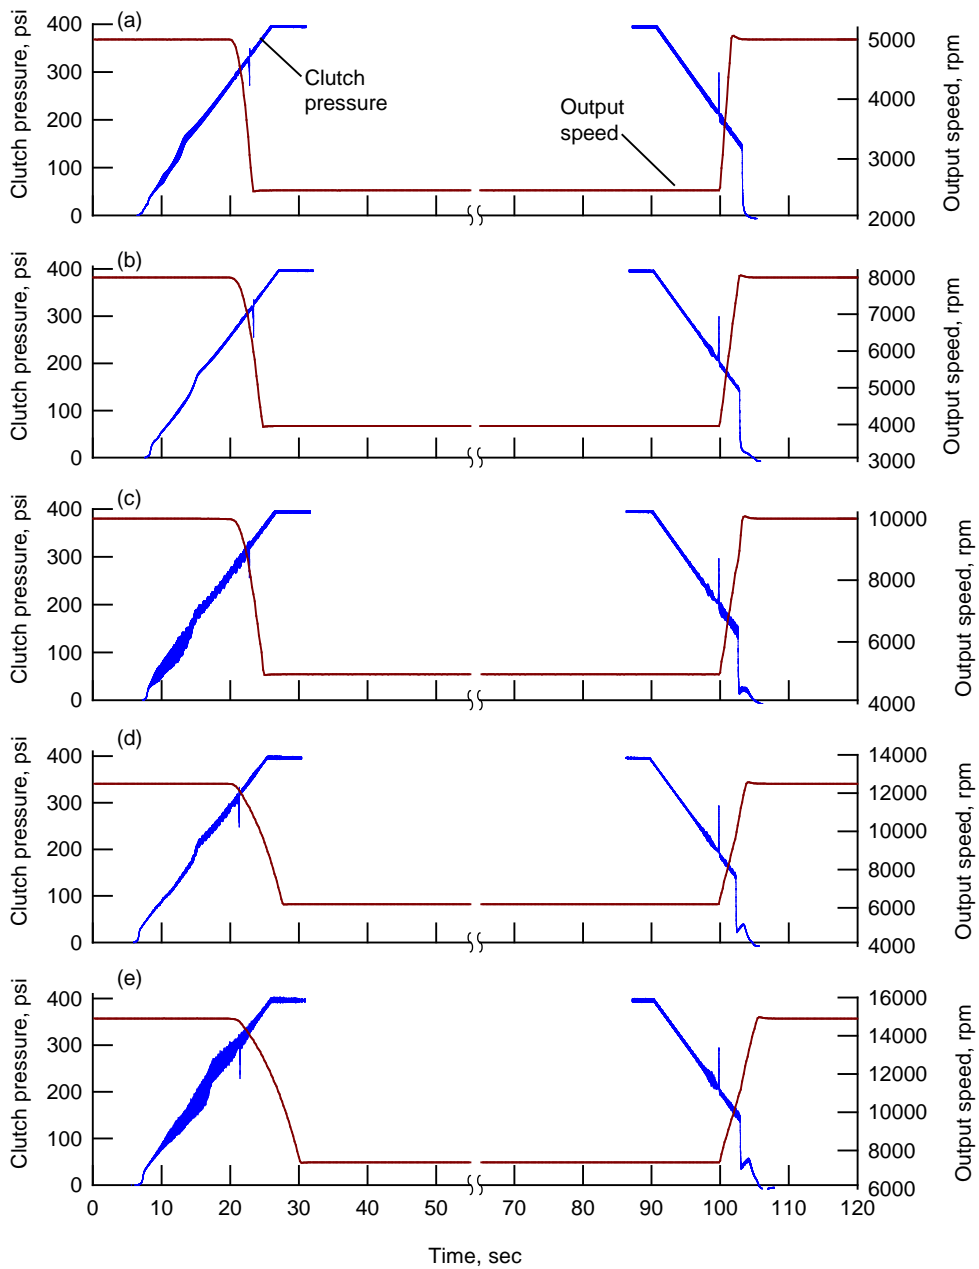 (a)
400
300
200
100
0
Clutch pressure, psi
Clutch
pressure
Output
speed
5000
4000
3000
2000
Output speed, rpm
(b)
400
300
200
100
0
Clutch pressure, psi
8000
7000
6000
5000
4000
3000
Output speed, rpm
(c)
400
300
200
100
0
Clutch pressure, psi
10000
8000
6000
4000
Output speed, rpm
(d)
400
300
200
100
0
Clutch pressure, psi
14000
12000
10000
8000
6000
4000
Output speed, rpm
(e)
400
300
200
100
0
Clutch pressure, psi
16000
14000
12000
10000
8000
6000
Output speed, rpm
0 10 20 30 40 50 70 80 90 100 110 120
Time, sec